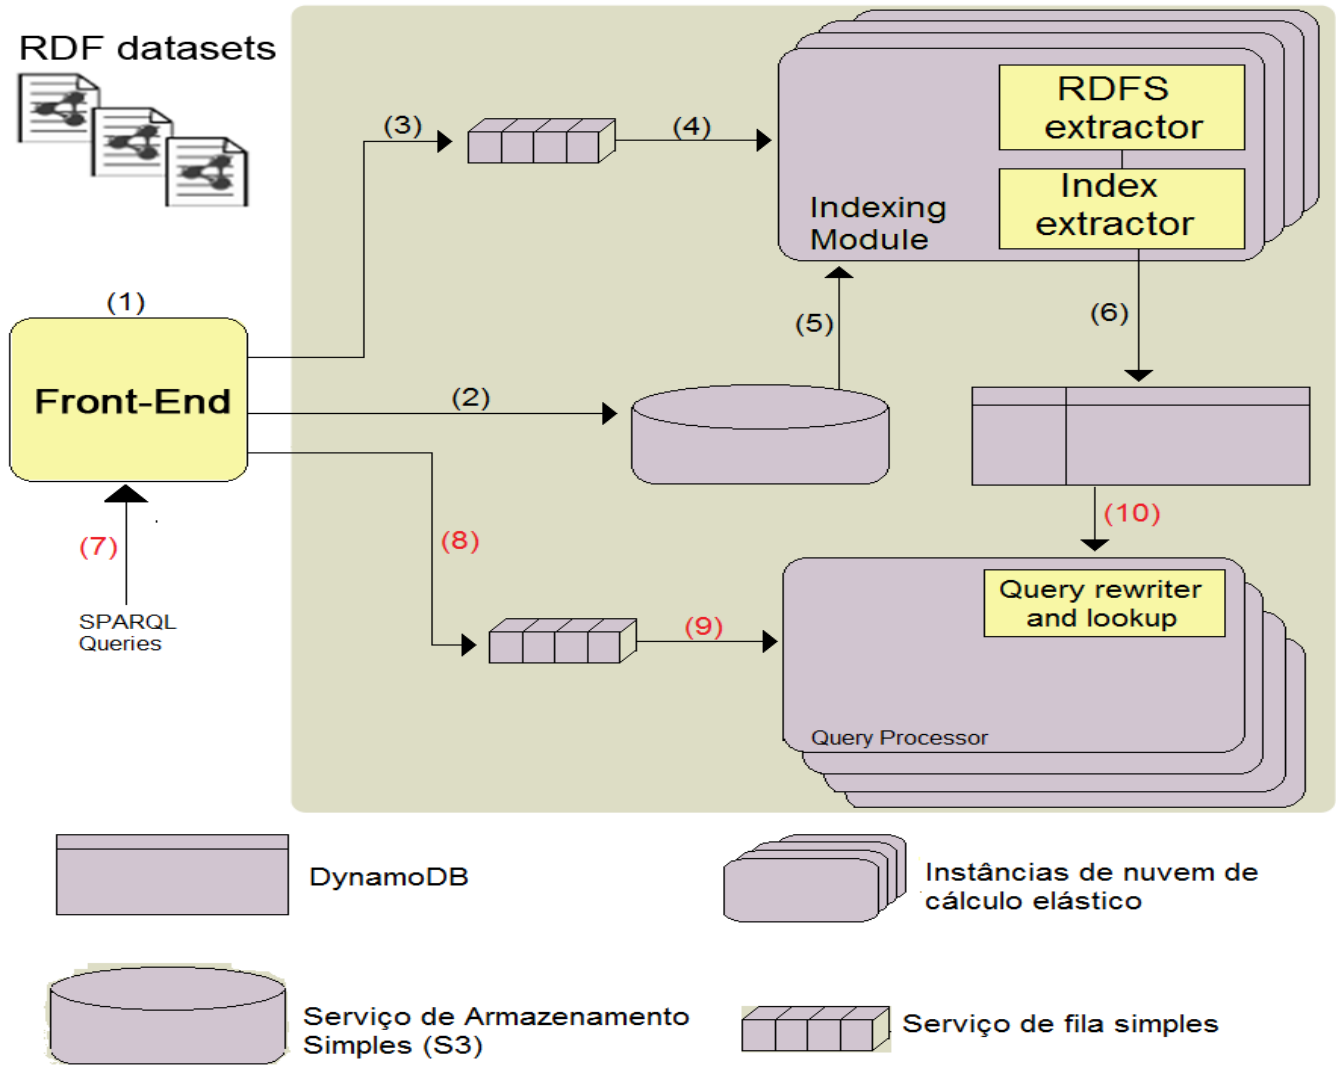 RDF datasets
(3)
(4)
RDFS
extractor
Index
extractor
Indexing
Module
(1)
Front-End
(2)
(5)
(6)
(7)
SPARQL
Queries
(8)
(9)
(10)
Query rewriter
and lookup
Query Processor
DynamoDB
Instâncias de nuvem de
cálculo elástico
Serviço de Armazenamento
Simples (S3)
Serviço de fila simples